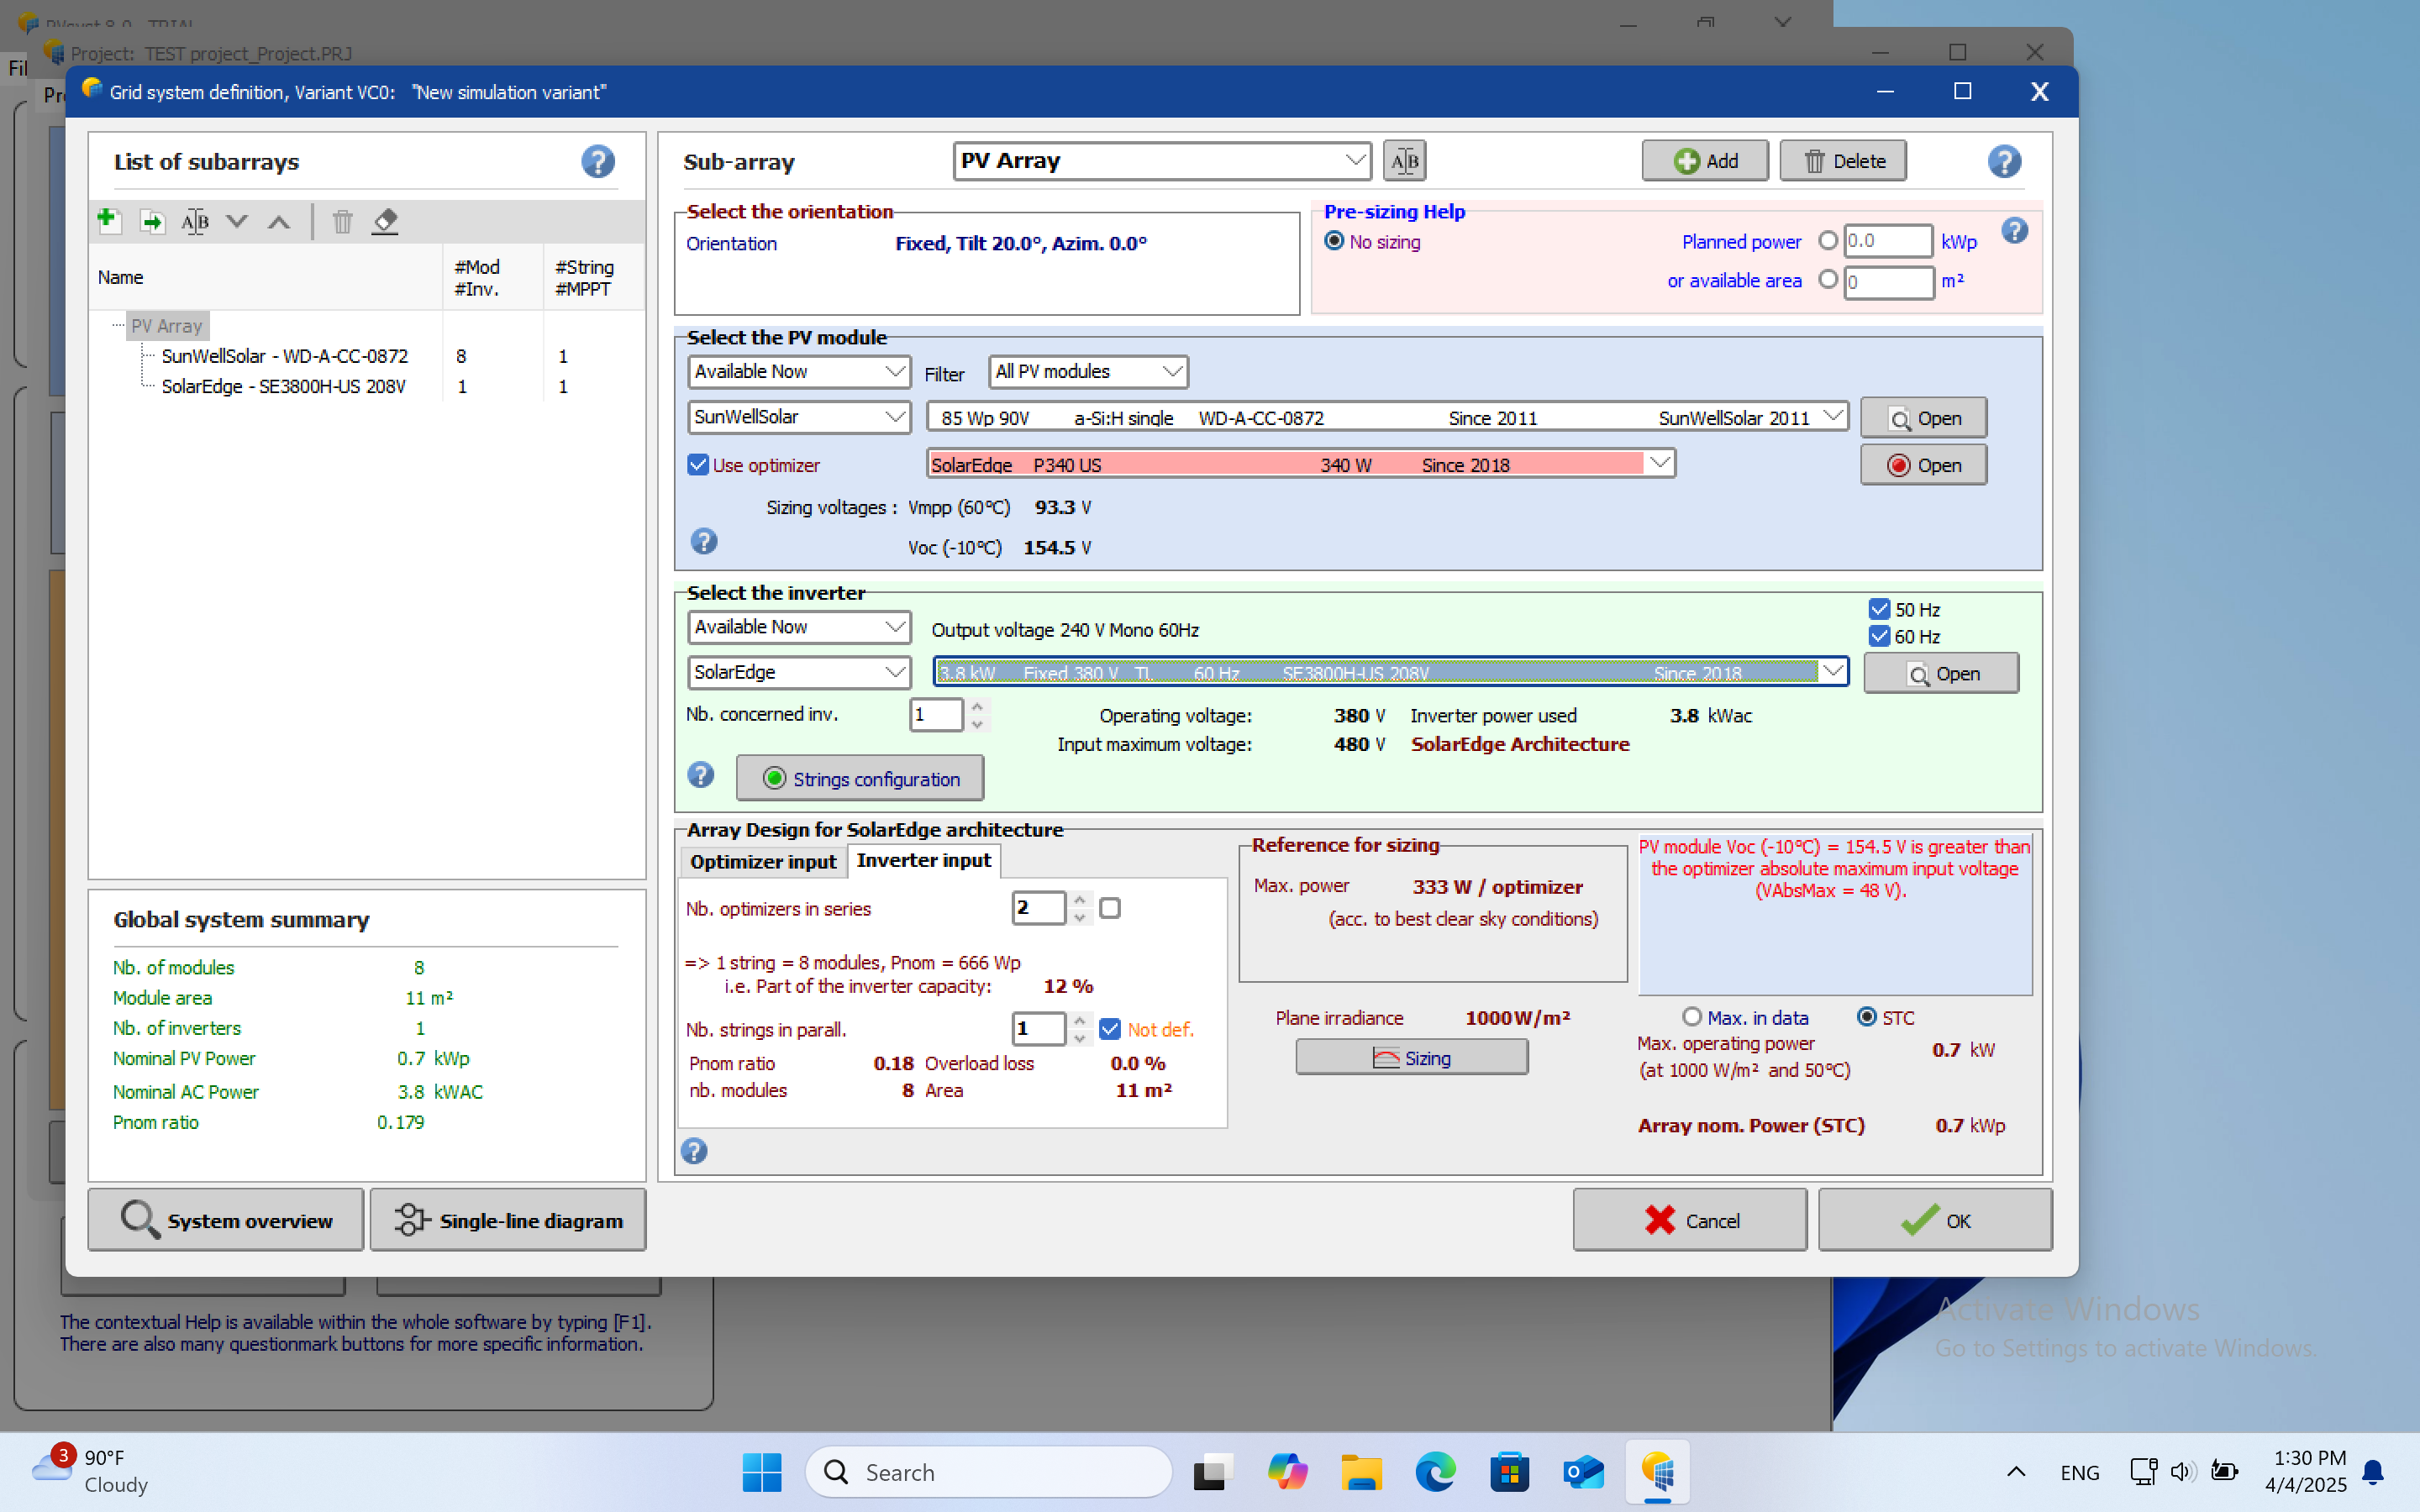 Project: TEST project_Project.PRJ
Grid system definition, Variant VC0: "New simulation variant"
List of subarrays
Name
#Mod
#Inv.
#String
#MPPT
PV Array
SunWellSolar - WD-A-CC-0872 8 1
SolarEdge - SE3800H-US 208V 1 1
Global system summary
Nb. of modules 8
Module area 11 m²
Nb. of inverters 1
Nominal PV Power 0.7 kWp
Nominal AC Power 3.8 kWAC
Pnom ratio 0.179
System overview
Single-line diagram
Sub-array
PV Array
Add
Delete
Select the orientation
Orientation Fixed, Tilt 20.0°, Azim. 0.0°
Pre-sizing Help
No sizing
Planned power 0.0 kWp
or available area 0 m²
Select the PV module
Available Now Filter All PV modules
SunWellSolar 85 Wp 90V a-Si:H single WD-A-CC-0872 Since 2011 SunWellSolar 2011 Open
Use optimizer SolarEdge P340 US 340 W Since 2018 Open
Sizing voltages : Vmpp (60°C) 93.3 V
Voc (-10°C) 154.5 V
Select the inverter
Available Now Output voltage 240 V Mono 60Hz
50 Hz
60 Hz
SolarEdge 3.8 kW Fixed 380 V TL 60 Hz SE3800H-US 208V Since 2018 Open
Nb. concerned inv. 1 Operating voltage: 380 V Inverter power used 3.8 kWac
Input maximum voltage: 480 V SolarEdge Architecture
Strings configuration
Array Design for SolarEdge architecture
Optimizer input Inverter input
Nb. optimizers in series 2
=> 1 string = 8 modules, Pnom = 666 Wp
i.e. Part of the inverter capacity: 12 %
Nb. strings in parall. 1 Not def.
Pnom ratio 0.18 Overload loss 0.0 %
nb. modules 8 Area 11 m²
Reference for sizing
Max. power 333 W / optimizer
(acc. to best clear sky conditions)
Plane irradiance 1000 W/m²
Sizing
PV module Voc (-10°C) = 154.5 V is greater than
the optimizer absolute maximum input voltage
(VAbsMax = 48 V).
Max. in data STC
Max. operating power
(at 1000 W/m² and 50°C) 0.7 kW
Array nom. Power (STC) 0.7 kWp
Cancel
OK
The contextual Help is available within the whole software by typing [F1].
There are also many questionmark buttons for more specific information.
Activate Windows
Go to Settings to activate Windows.
3
90°F
Cloudy
Search
ENG
1:30 PM
4/4/2025